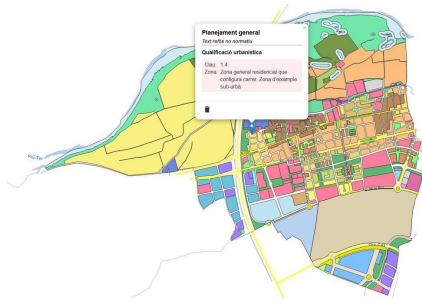 Planejament general
Text refós no normatiu
Qualificació urbanística
Clau: 1.4
Zona: Zona general residencial que
configura carrer. Zona d'eixample
sub-urbà